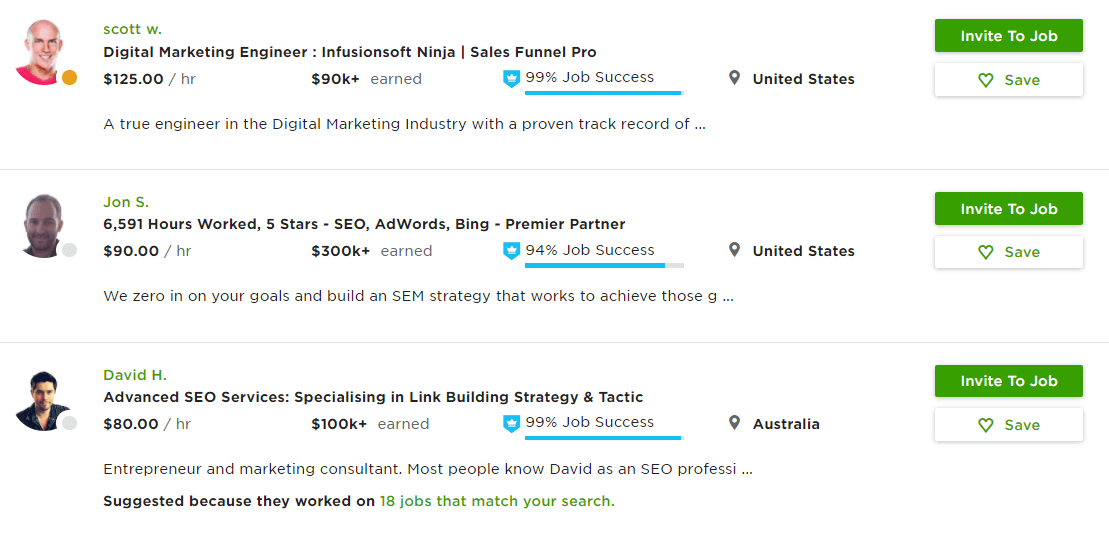 scott w.
Digital Marketing Engineer : Infusionsoft Ninja | Sales Funnel Pro
$125.00 / hr $90k+ earned 99% Job Success United States
Invite To Job
Save
A true engineer in the Digital Marketing Industry with a proven track record of ...
Jon S.
6,591 Hours Worked, 5 Stars - SEO, AdWords, Bing - Premier Partner
$90.00 / hr $300k+ earned 94% Job Success United States
Invite To Job
Save
We zero in on your goals and build an SEM strategy that works to achieve those g ...
David H.
Advanced SEO Services: Specialising in Link Building Strategy & Tactic
$80.00 / hr $100k+ earned 99% Job Success Australia
Invite To Job
Save
Entrepreneur and marketing consultant. Most people know David as an SEO professi ...
Suggested because they worked on 18 jobs that match your search.